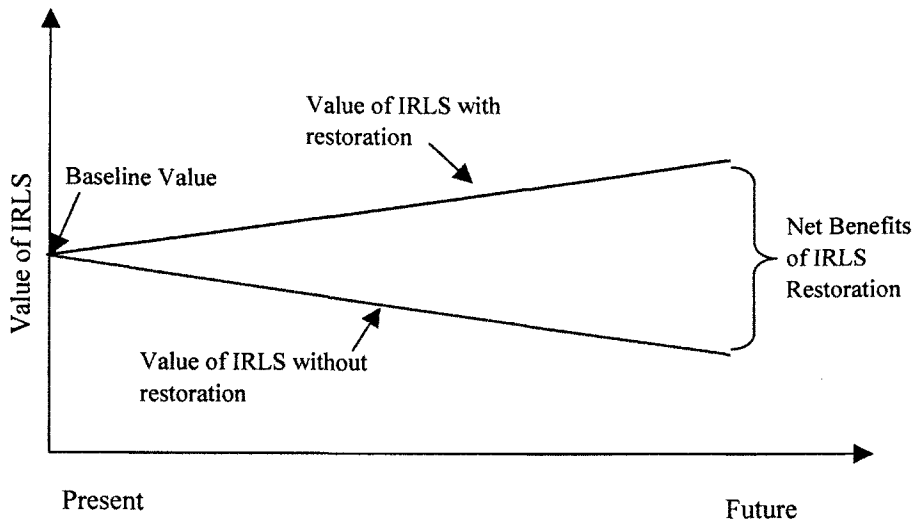 Value of IRLS with
restoration
Baseline Value
Value of IRLS
Net Benefits
of IRLS
Restoration
Value of IRLS without
restoration
Present
Future